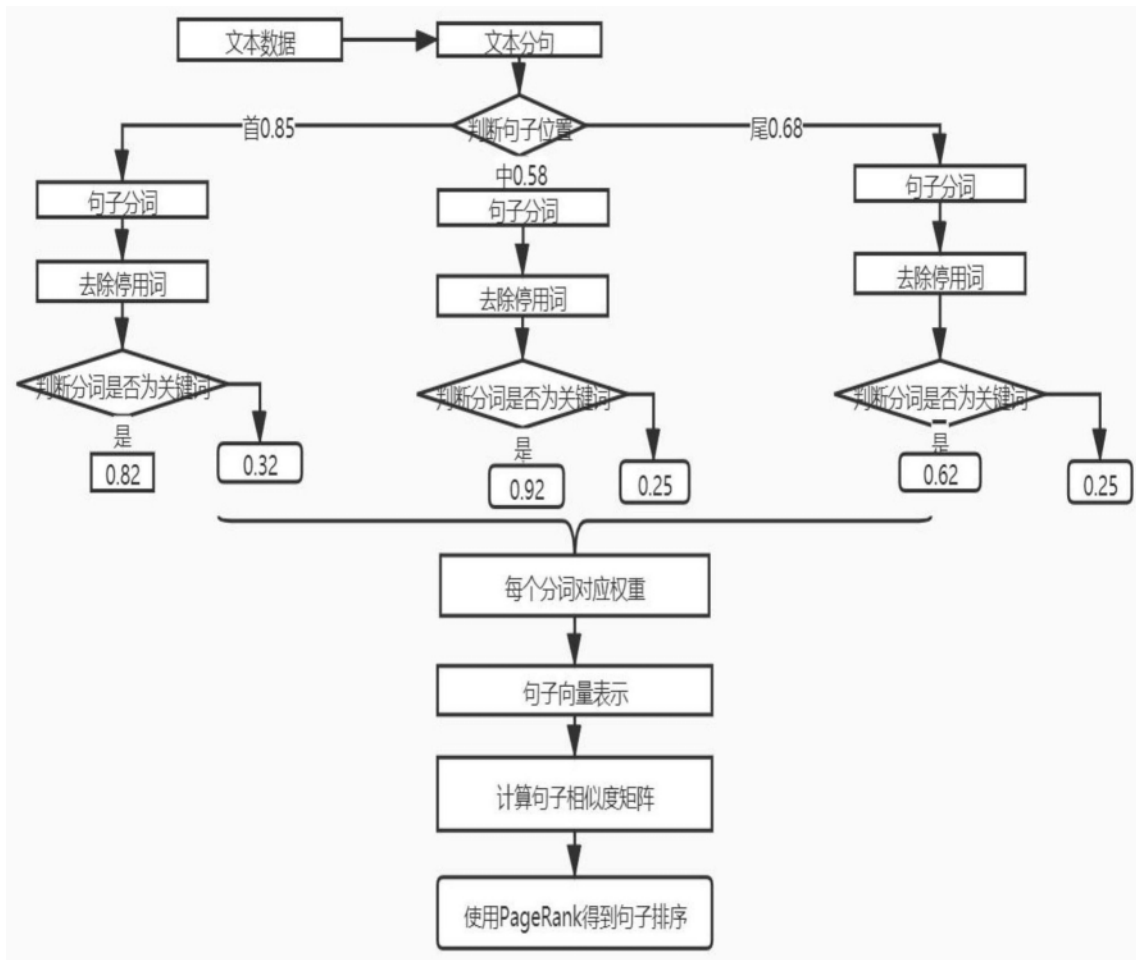 文本数据
文本分句
判断句子位置
首0.85
中0.58
尾0.68
句子分词
句子分词
句子分词
去除停用词
去除停用词
去除停用词
判断分词是否为关键词
判断分词是否为关键词
判断分词是否为关键词
是
0.82
0.32
是
0.92
0.25
是
0.62
0.25
每个分词对应权重
句子向量表示
计算句子相似度矩阵
使用PageRank得到句子排序